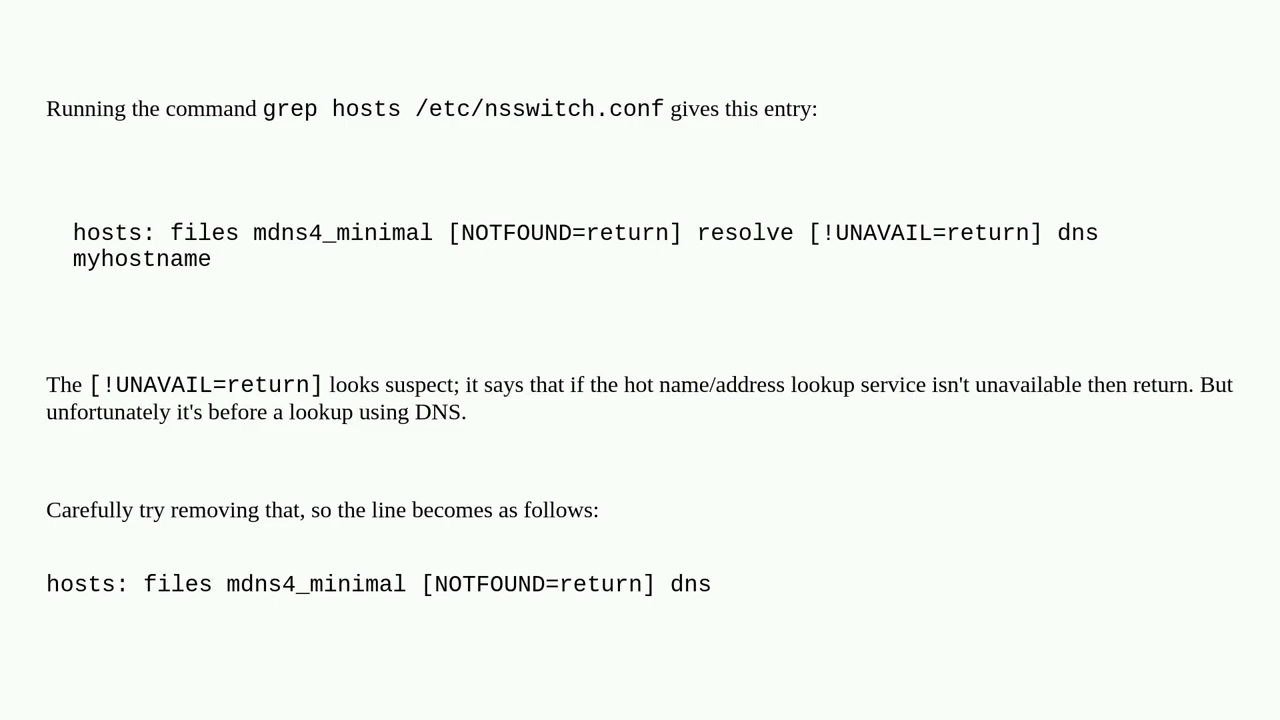 Running the command grep hosts /etc/nsswitch.conf gives this entry:
hosts: files mdns4_minimal [NOTFOUND=return] resolve [!UNAVAIL=return] dns
myhostname
The [!UNAVAIL=return] looks suspect; it says that if the hot name/address lookup service isn't unavailable then return. But
unfortunately it's before a lookup using DNS.
Carefully try removing that, so the line becomes as follows:
hosts: files mdns4_minimal [NOTFOUND=return] dns